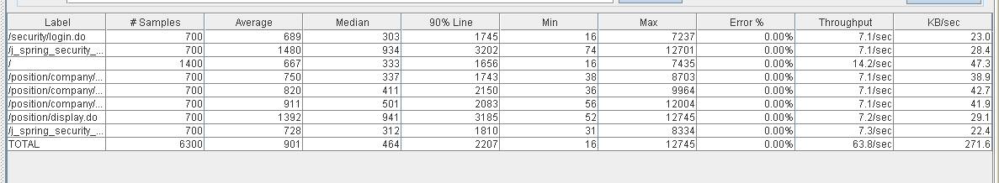 Label # Samples Average Median 90% Line Min Max Error % Throughput KB/sec
/security/login.do 700 689 303 1745 16 7237 0.00% 7.1/sec 23.0
/j_spring_security_... 700 1480 934 3202 74 12701 0.00% 7.1/sec 28.4
/ 1400 667 333 1656 16 7435 0.00% 14.2/sec 47.3
/position/company/... 700 750 337 1743 38 8703 0.00% 7.1/sec 38.9
/position/company/... 700 820 411 2150 36 9964 0.00% 7.1/sec 42.7
/position/company/... 700 911 501 2083 56 12004 0.00% 7.1/sec 41.9
/position/display.do 700 1392 941 3185 52 12745 0.00% 7.2/sec 29.1
/j_spring_security_... 700 728 312 1810 31 8334 0.00% 7.3/sec 22.4
TOTAL 6300 901 464 2207 16 12745 0.00% 63.8/sec 271.6